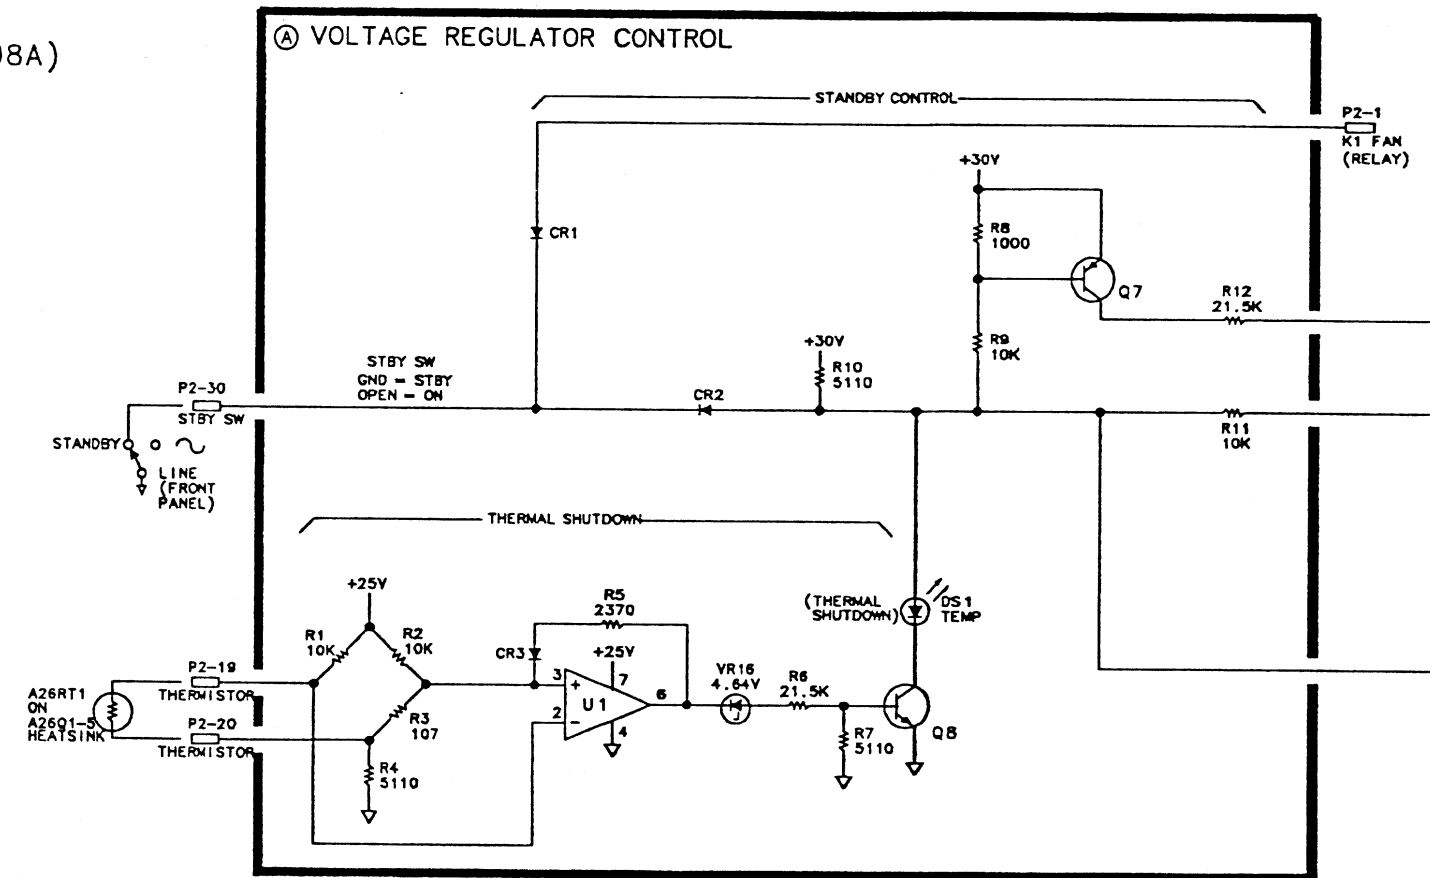 08A)
Ⓐ VOLTAGE REGULATOR CONTROL
STANDBY CONTROL
P2-1
K1 FAN
(RELAY)
+30V
CR1
R8
1000
Q7
R12
21.5K
R9
10K
+30V
R10
5110
STBY SW
GND = STBY
OPEN = ON
P2-30
STBY SW
CR2
R11
10K
STANDBY
LINE
(FRONT
PANEL)
THERMAL SHUTDOWN
+25V
R1
10K
R2
10K
R5
2370
CR3
+25V
(THERMAL
SHUTDOWN)
DS1
TEMP
P2-19
THERMISTOR
A26RT1
ON
A26Q1-5
HEATSINK
P2-20
THERMISTOR
R3
107
R4
5110
3
+
7
U1
6
2
-
4
VR16
4.64V
R6
21.5K
R7
5110
Q8